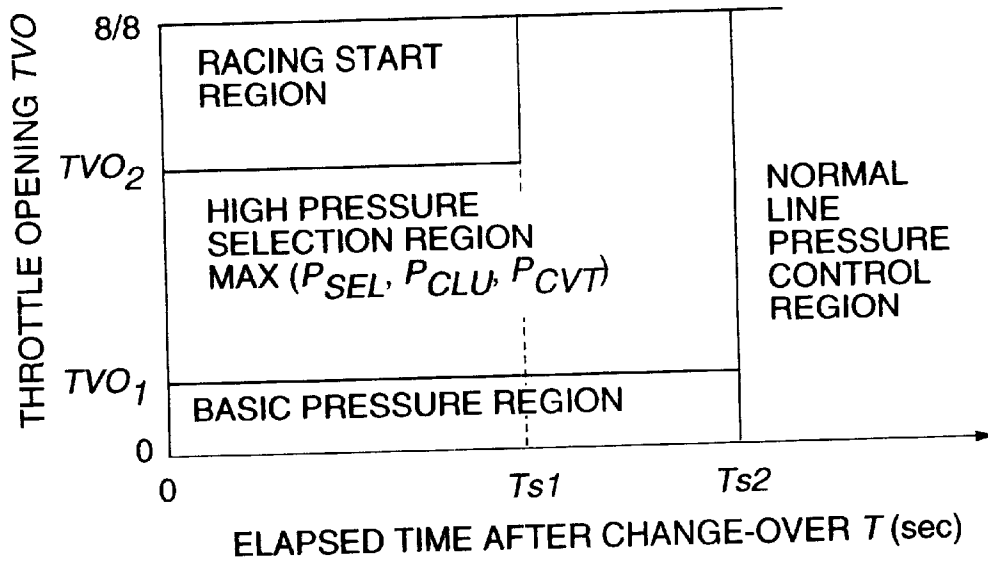 THROTTLE OPENING TVO
8/8
TVO2
TVO1
0
RACING START
REGION
HIGH PRESSURE
SELECTION REGION
MAX (PSEL, PCLU, PCVT)
BASIC PRESSURE REGION
NORMAL
LINE
PRESSURE
CONTROL
REGION
0
Ts1
Ts2
ELAPSED TIME AFTER CHANGE-OVER T (sec)